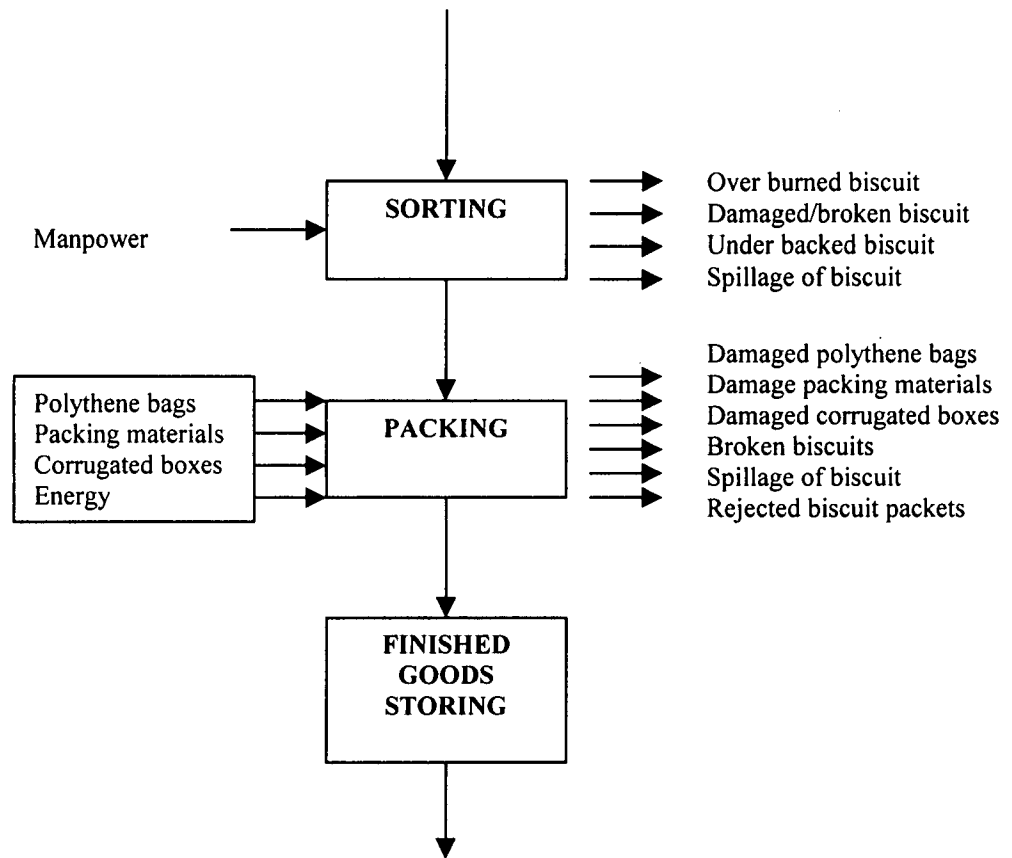 SORTING
Manpower
Over burned biscuit
Damaged/broken biscuit
Under backed biscuit
Spillage of biscuit
Polythene bags
Packing materials
Corrugated boxes
Energy
PACKING
Damaged polythene bags
Damage packing materials
Damaged corrugated boxes
Broken biscuits
Spillage of biscuit
Rejected biscuit packets
FINISHED
GOODS
STORING